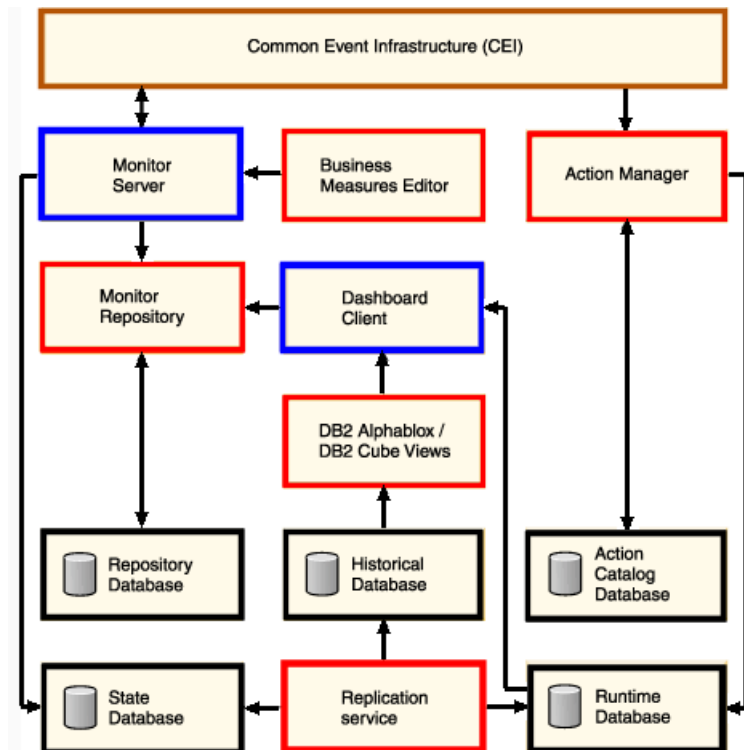 Common Event Infrastructure (CEI)
Monitor
Server
Business
Measures Editor
Action Manager
Monitor
Repository
Dashboard
Client
DB2 Alphablox /
DB2 Cube Views
Repository
Database
Historical
Database
Action
Catalog
Database
State
Database
Replication
service
Runtime
Database